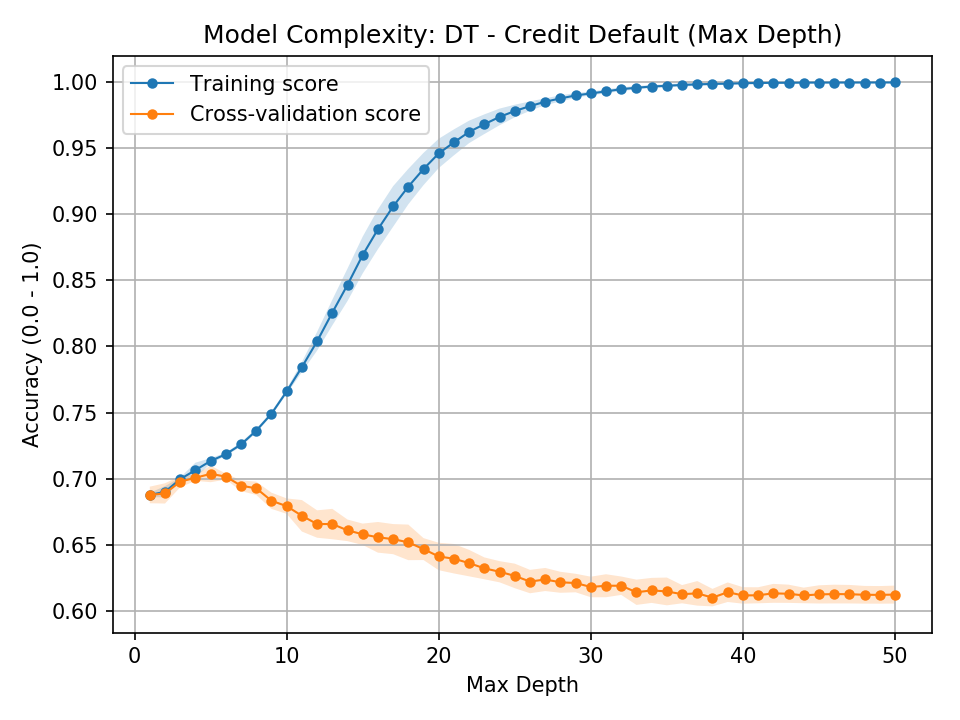 Model Complexity: DT - Credit Default (Max Depth)
Training score
Cross-validation score
1.00
0.95
0.90
0.85
0.80
0.75
0.70
0.65
0.60
Accuracy (0.0 - 1.0)
0 10 20 30 40 50
Max Depth